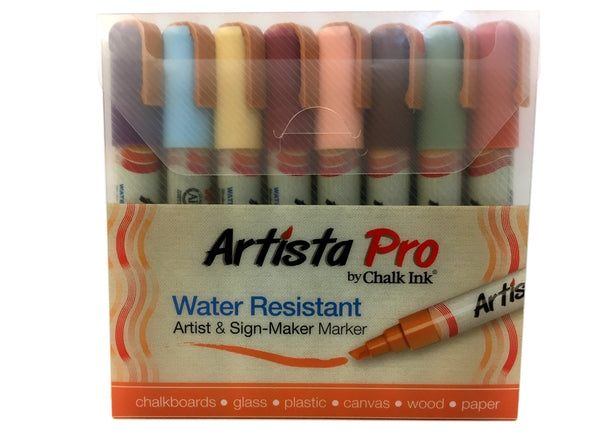 Artista Pro
by Chalk Ink®
Water Resistant
Artist & Sign-Maker Marker
Artis
chalkboards • glass • plastic • canvas • wood • paper